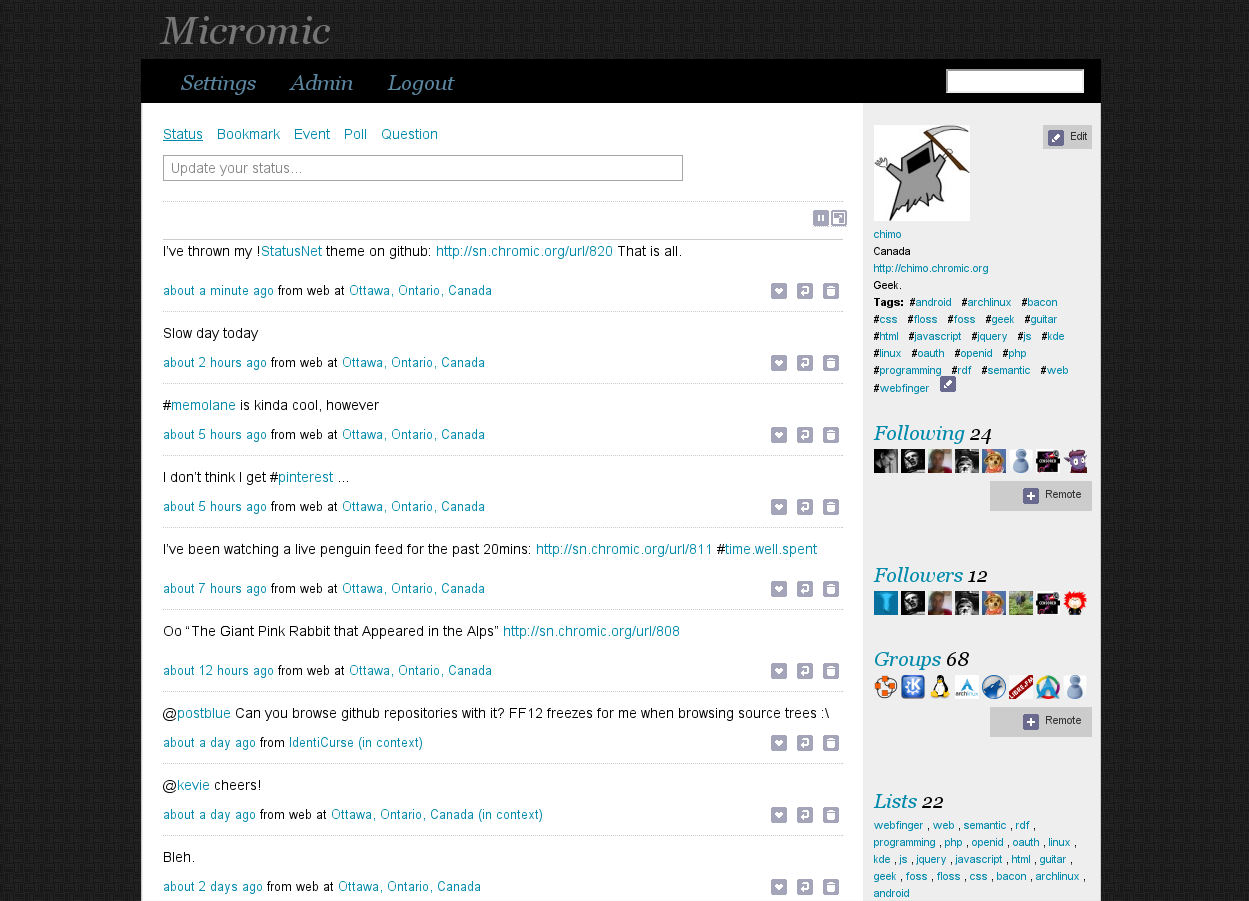 Micromic
Settings Admin Logout
Status Bookmark Event Poll Question
Update your status...
I've thrown my !StatusNet theme on github: http://sn.chromic.org/url/820 That is all.
about a minute ago from web at Ottawa, Ontario, Canada
Slow day today
about 2 hours ago from web at Ottawa, Ontario, Canada
#memolane is kinda cool, however
about 5 hours ago from web at Ottawa, Ontario, Canada
I don't think I get #pinterest ...
about 5 hours ago from web at Ottawa, Ontario, Canada
I've been watching a live penguin feed for the past 20mins: http://sn.chromic.org/url/811 #time.well.spent
about 7 hours ago from web at Ottawa, Ontario, Canada
Oo “The Giant Pink Rabbit that Appeared in the Alps” http://sn.chromic.org/url/808
about 12 hours ago from web at Ottawa, Ontario, Canada
@postblue Can you browse github repositories with it? FF12 freezes for me when browsing source trees :\
about a day ago from IdentiCurse (in context)
@kevie cheers!
about a day ago from web at Ottawa, Ontario, Canada (in context)
Bleh.
about 2 days ago from web at Ottawa, Ontario, Canada
Edit
chimo
Canada
http://chimo.chromic.org
Geek.
Tags: #android #archlinux #bacon
#css #floss #foss #geek #guitar
#html #javascript #jquery #js #kde
#linux #oauth #openid #php
#programming #rdf #semantic #web
#webfinger
Following 24
CENSORED
Remote
Followers 12
CENSORED
Groups 68
archlinux
LIBRE.FM
Remote
Lists 22
webfinger , web , semantic , rdf ,
programming , php , openid , oauth , linux ,
kde , js , jquery , javascript , html , guitar ,
geek , foss , floss , css , bacon , archlinux ,
android